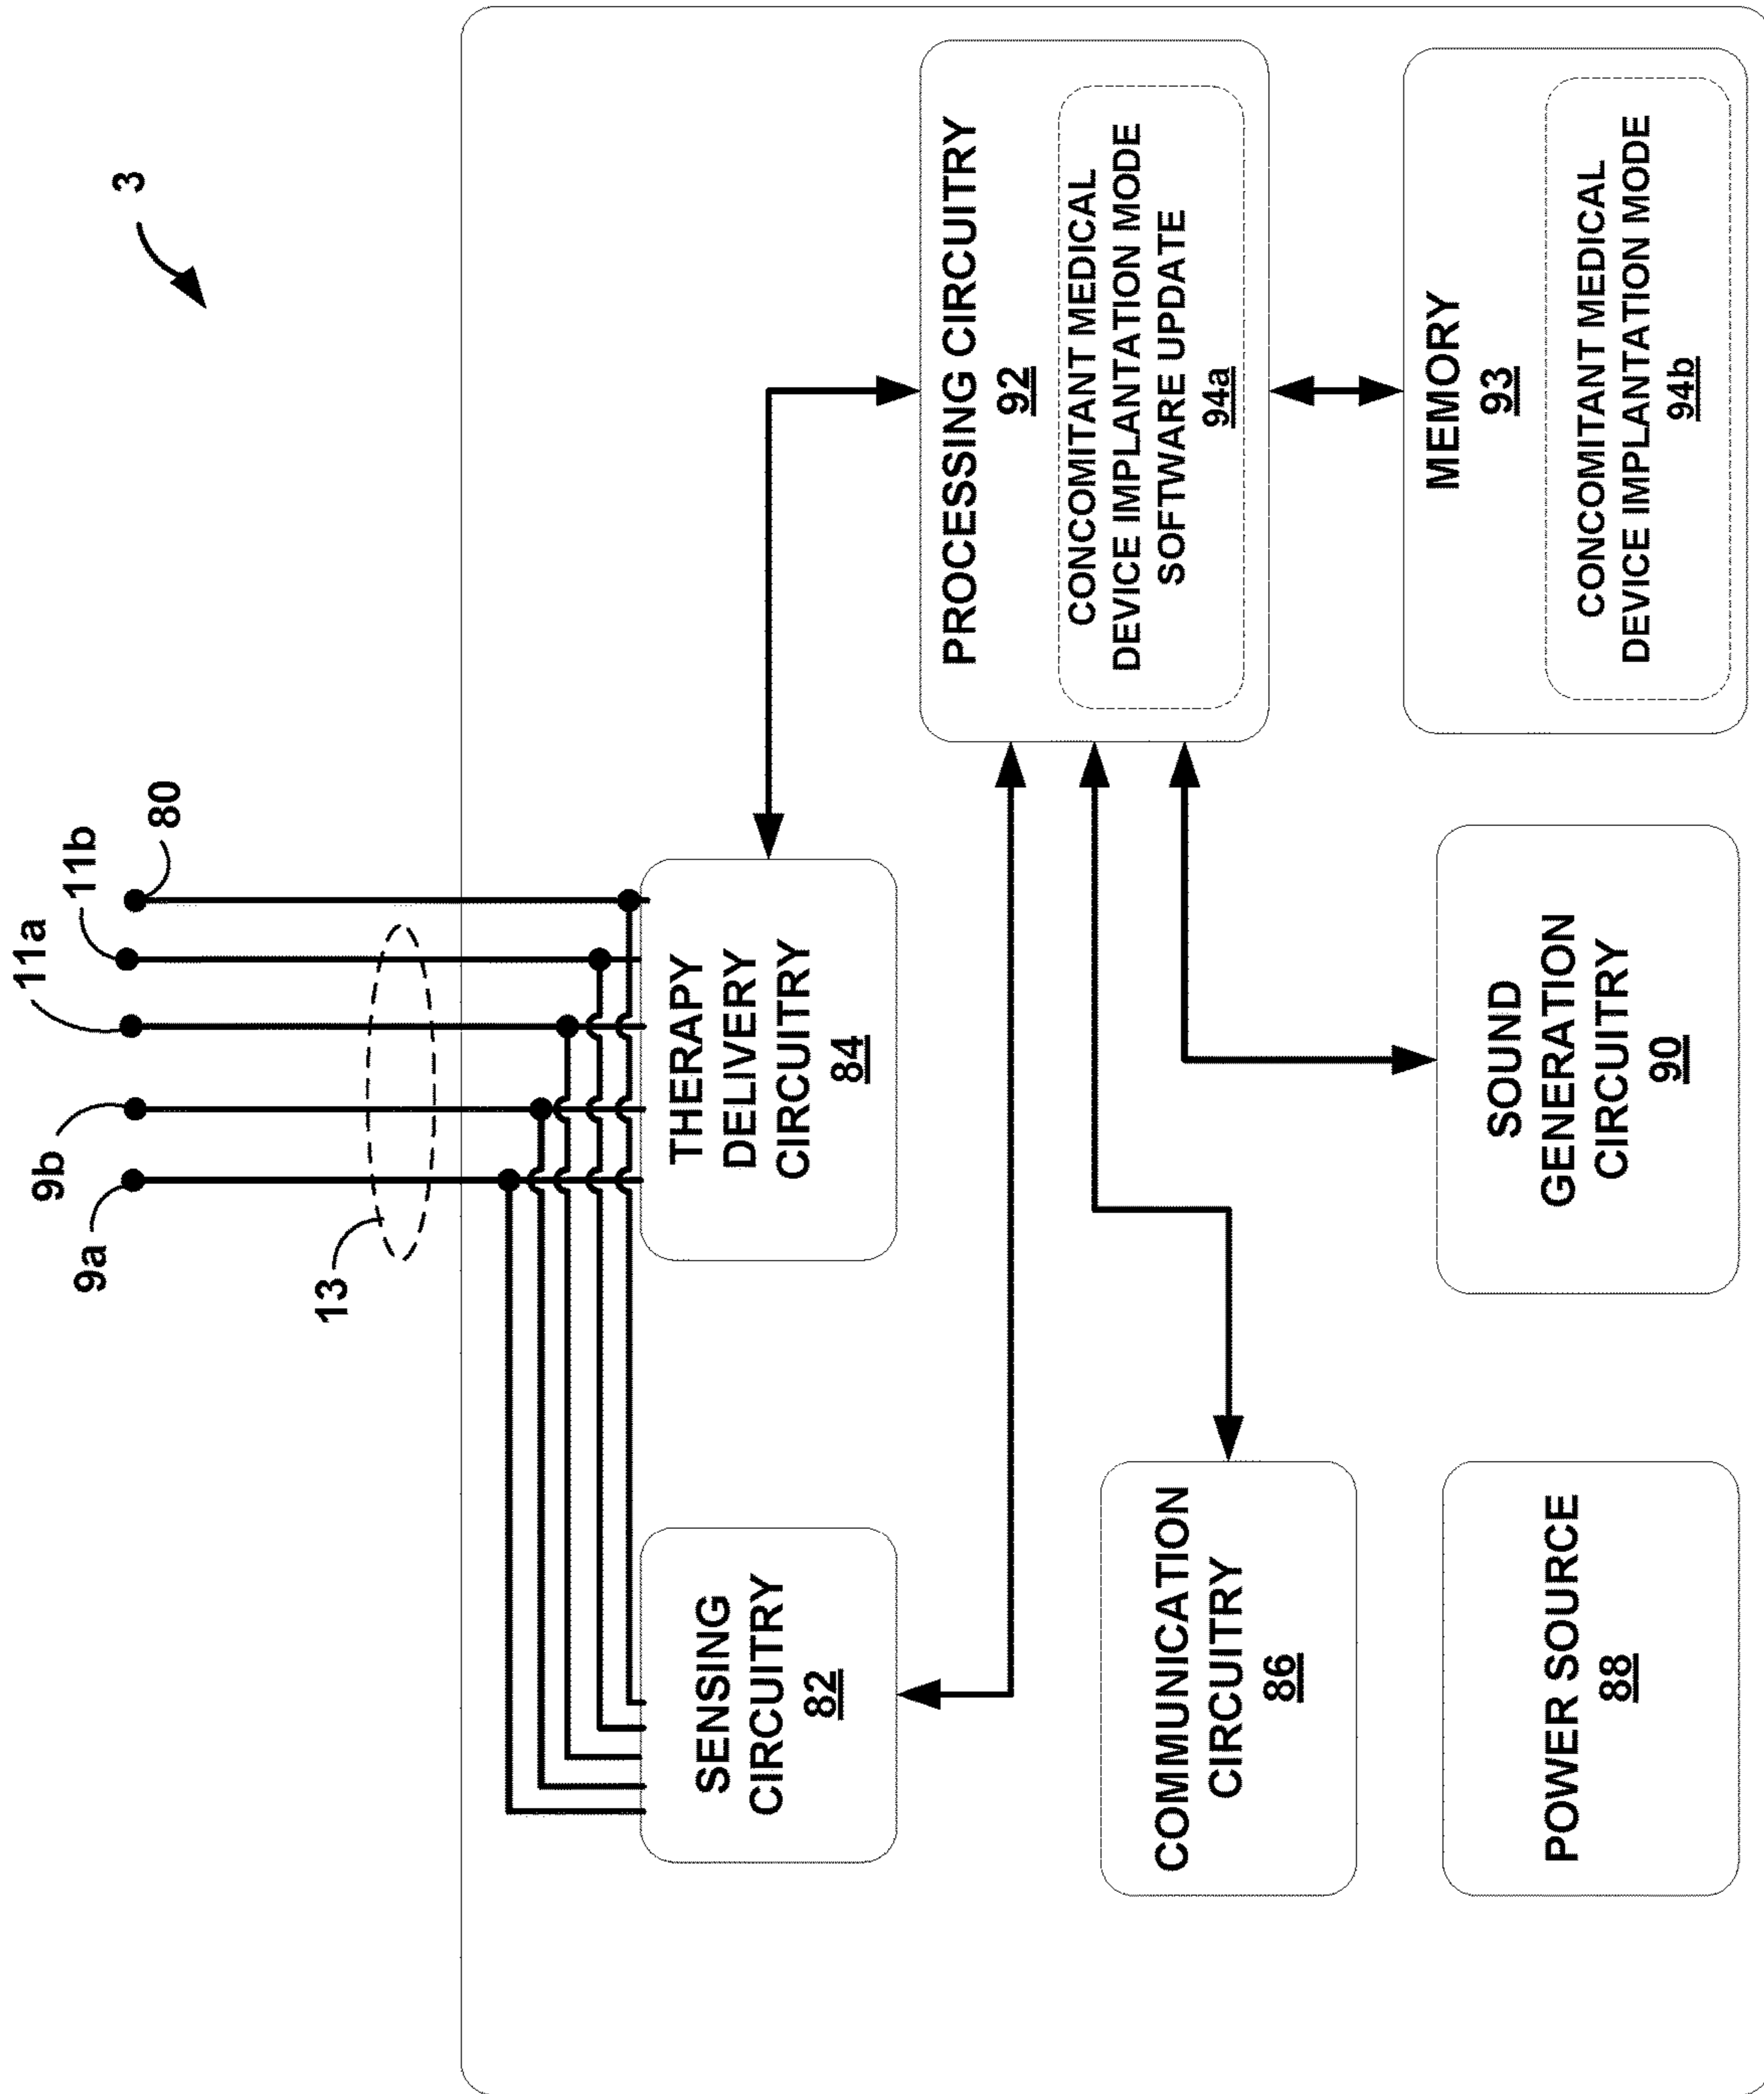 3
9a
9b
11a
11b
80
13
SENSING
CIRCUITRY
82
THERAPY
DELIVERY
CIRCUITRY
84
PROCESSING CIRCUITRY
92
CONCOMITANT MEDICAL
DEVICE IMPLANTATION MODE
SOFTWARE UPDATE
94a
COMMUNICATION
CIRCUITRY
86
POWER SOURCE
88
SOUND
GENERATION
CIRCUITRY
90
MEMORY
93
CONCOMITANT MEDICAL
DEVICE IMPLANTATION MODE
94b